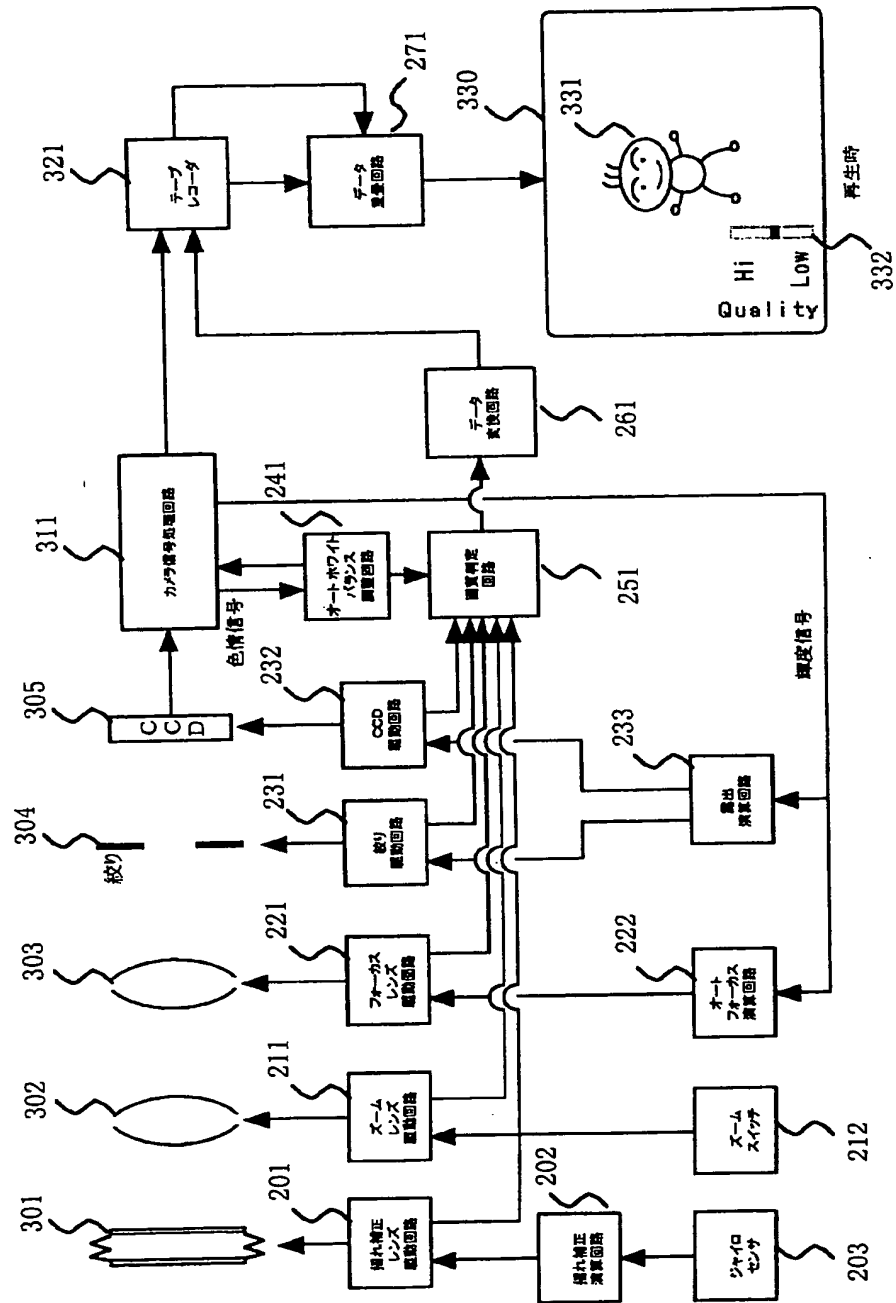 301
302
303
304
305
311
321
絞り
CCD
カメラ信号処理回路
テープ
レコーダ
色情信号
201
211
221
231
232
241
271
揺れ補正
レンズ
駆動回路
ズーム
レンズ
駆動回路
フォーカス
レンズ
駆動回路
絞り
駆動回路
CCD
駆動回路
オートホワイト
バランス
調整回路
データ
重畳回路
画質判定
回路
データ
変換回路
251
261
202
揺れ補正
演算回路
222
233
330
331
ジャイロ
センサ
ズーム
スイッチ
オート
フォーカス
演算回路
露出
演算回路
輝度信号
203
212
Quality
Hi
Low
332
再生時